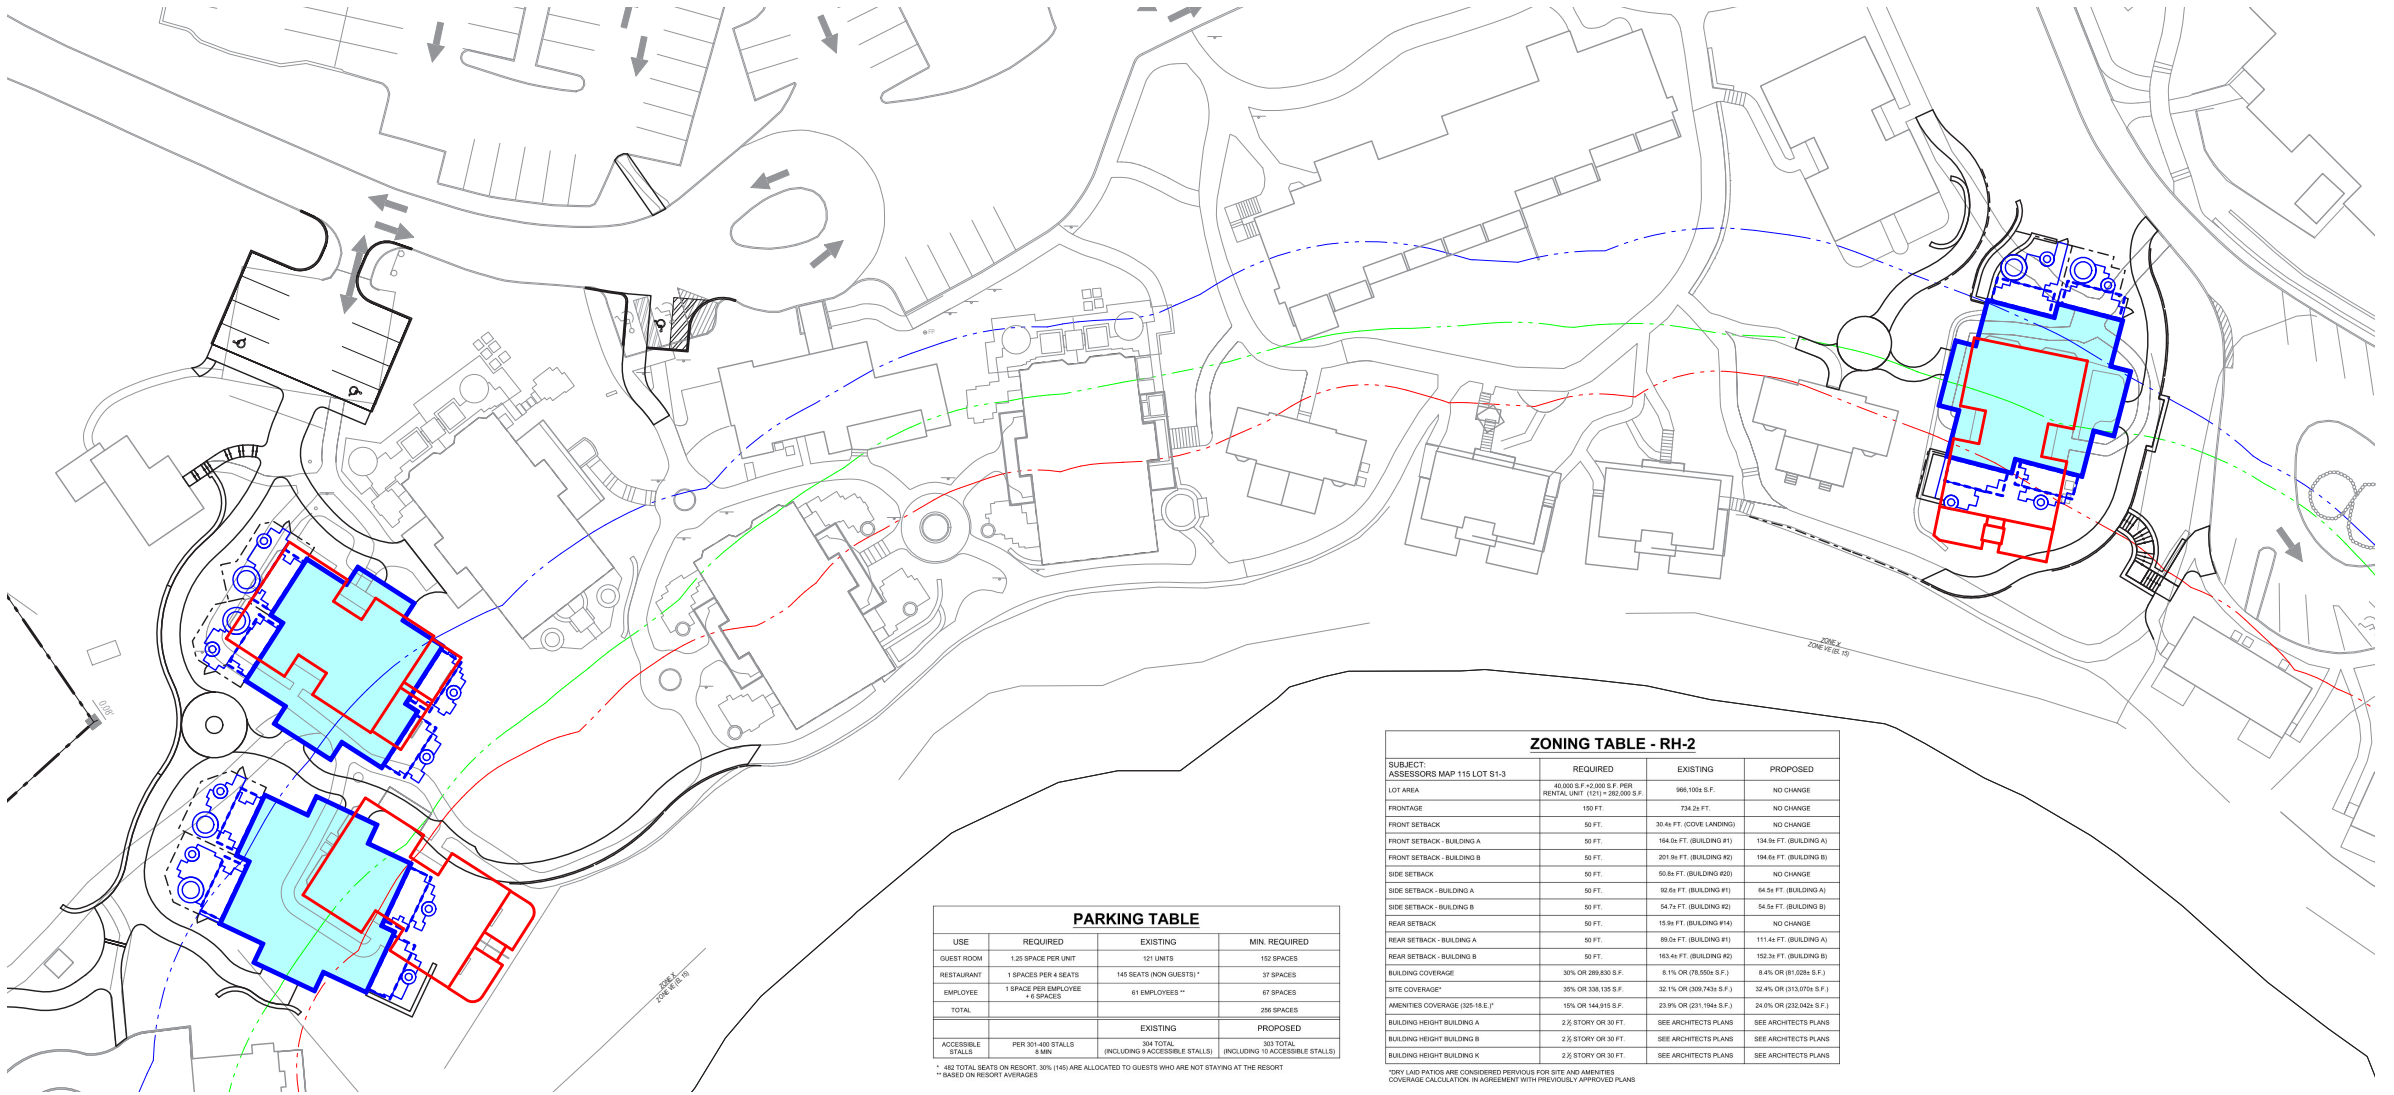 0.08'
ZONE X
ZONE VE (EL 15)
ZONE X
ZONE VE (EL 15)
PARKING TABLE
USE REQUIRED EXISTING MIN. REQUIRED
GUEST ROOM 1.25 SPACE PER UNIT 121 UNITS 152 SPACES
RESTAURANT 1 SPACES PER 4 SEATS 145 SEATS (NON GUESTS) * 37 SPACES
EMPLOYEE 1 SPACE PER EMPLOYEE + 6 SPACES 61 EMPLOYEES ** 67 SPACES
TOTAL 256 SPACES
EXISTING PROPOSED
ACCESSIBLE STALLS PER 301-400 STALLS 8 MIN 304 TOTAL (INCLUDING 9 ACCESSIBLE STALLS) 303 TOTAL (INCLUDING 10 ACCESSIBLE STALLS)
* 482 TOTAL SEATS ON RESORT. 30% (145) ARE ALLOCATED TO GUESTS WHO ARE NOT STAYING AT THE RESORT
** BASED ON RESORT AVERAGES
ZONING TABLE - RH-2
SUBJECT: ASSESSORS MAP 115 LOT S1-3 REQUIRED EXISTING PROPOSED
LOT AREA 40,000 S.F.+2,000 S.F. PER RENTAL UNIT (121) = 282,000 S.F. 966,100± S.F. NO CHANGE
FRONTAGE 150 FT. 734.2± FT. NO CHANGE
FRONT SETBACK 50 FT. 30.4± FT. (COVE LANDING) NO CHANGE
FRONT SETBACK - BUILDING A 50 FT. 164.0± FT. (BUILDING #1) 134.9± FT. (BUILDING A)
FRONT SETBACK - BUILDING B 50 FT. 201.9± FT. (BUILDING #2) 194.6± FT. (BUILDING B)
SIDE SETBACK 50 FT. 50.8± FT. (BUILDING #20) NO CHANGE
SIDE SETBACK - BUILDING A 50 FT. 92.6± FT. (BUILDING #1) 64.5± FT. (BUILDING A)
SIDE SETBACK - BUILDING B 50 FT. 54.7± FT. (BUILDING #2) 54.5± FT. (BUILDING B)
REAR SETBACK 50 FT. 15.9± FT. (BUILDING #14) NO CHANGE
REAR SETBACK - BUILDING A 50 FT. 89.0± FT. (BUILDING #1) 111.4± FT. (BUILDING A)
REAR SETBACK - BUILDING B 50 FT. 163.4± FT. (BUILDING #2) 152.3± FT. (BUILDING B)
BUILDING COVERAGE 30% OR 289,830 S.F. 8.1% OR (78,550± S.F.) 8.4% OR (81,028± S.F.)
SITE COVERAGE* 35% OR 338,135 S.F. 32.1% OR (309,743± S.F.) 32.4% OR (313,070± S.F.)
AMENITIES COVERAGE (325-18.E.)* 15% OR 144,915 S.F. 23.9% OR (231,194± S.F.) 24.0% OR (232,042± S.F.)
BUILDING HEIGHT BUILDING A 2 ½ STORY OR 30 FT. SEE ARCHITECTS PLANS SEE ARCHITECTS PLANS
BUILDING HEIGHT BUILDING B 2 ½ STORY OR 30 FT. SEE ARCHITECTS PLANS SEE ARCHITECTS PLANS
BUILDING HEIGHT BUILDING K 2 ½ STORY OR 30 FT. SEE ARCHITECTS PLANS SEE ARCHITECTS PLANS
*DRY LAID PATIOS ARE CONSIDERED PERVIOUS FOR SITE AND AMENITIES
COVERAGE CALCULATION. IN AGREEMENT WITH PREVIOUSLY APPROVED PLANS